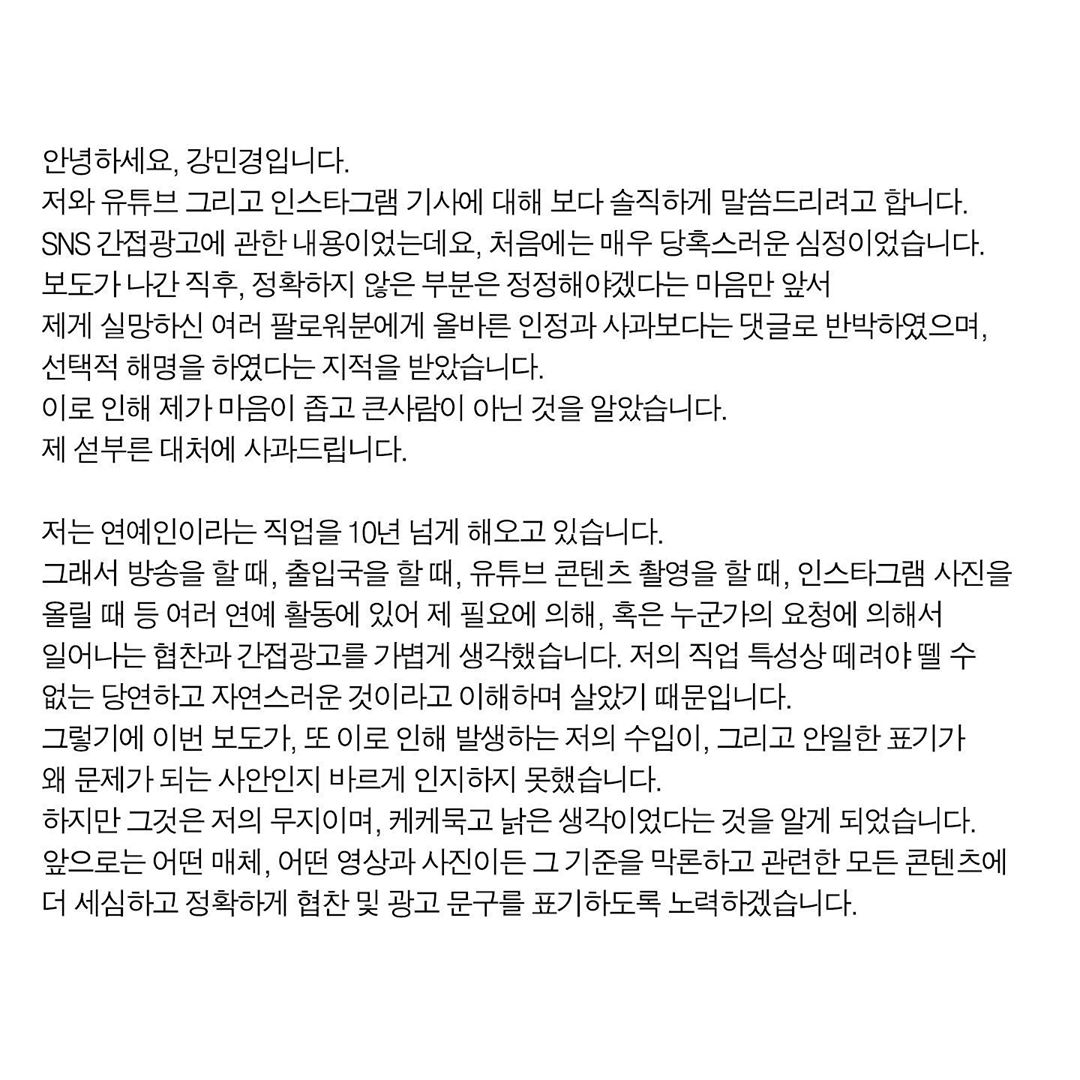 안녕하세요, 강민경입니다.
저와 유튜브 그리고 인스타그램 기사에 대해 보다 솔직하게 말씀드리려고 합니다.
SNS 간접광고에 관한 내용이었는데요, 처음에는 매우 당혹스러운 심정이었습니다.
보도가 나간 직후, 정확하지 않은 부분은 정정해야겠다는 마음만 앞서
제게 실망하신 여러 팔로워분에게 올바른 인정과 사과보다는 댓글로 반박하였으며,
선택적 해명을 하였다는 지적을 받았습니다.
이로 인해 제가 마음이 좁고 큰사람이 아닌 것을 알았습니다.
제 섣부른 대처에 사과드립니다.
저는 연예인이라는 직업을 10년 넘게 해오고 있습니다.
그래서 방송을 할 때, 출입국을 할 때, 유튜브 콘텐츠 촬영을 할 때, 인스타그램 사진을
올릴 때 등 여러 연예 활동에 있어 제 필요에 의해, 혹은 누군가의 요청에 의해서
일어나는 협찬과 간접광고를 가볍게 생각했습니다. 저의 직업 특성상 떼려야 뗄 수
없는 당연하고 자연스러운 것이라고 이해하며 살았기 때문입니다.
그렇기에 이번 보도가, 또 이로 인해 발생하는 저의 수입이, 그리고 안일한 표기가
왜 문제가 되는 사안인지 바르게 인지하지 못했습니다.
하지만 그것은 저의 무지이며, 케케묵고 낡은 생각이었다는 것을 알게 되었습니다.
앞으로는 어떤 매체, 어떤 영상과 사진이든 그 기준을 막론하고 관련한 모든 콘텐츠에
더 세심하고 정확하게 협찬 및 광고 문구를 표기하도록 노력하겠습니다.